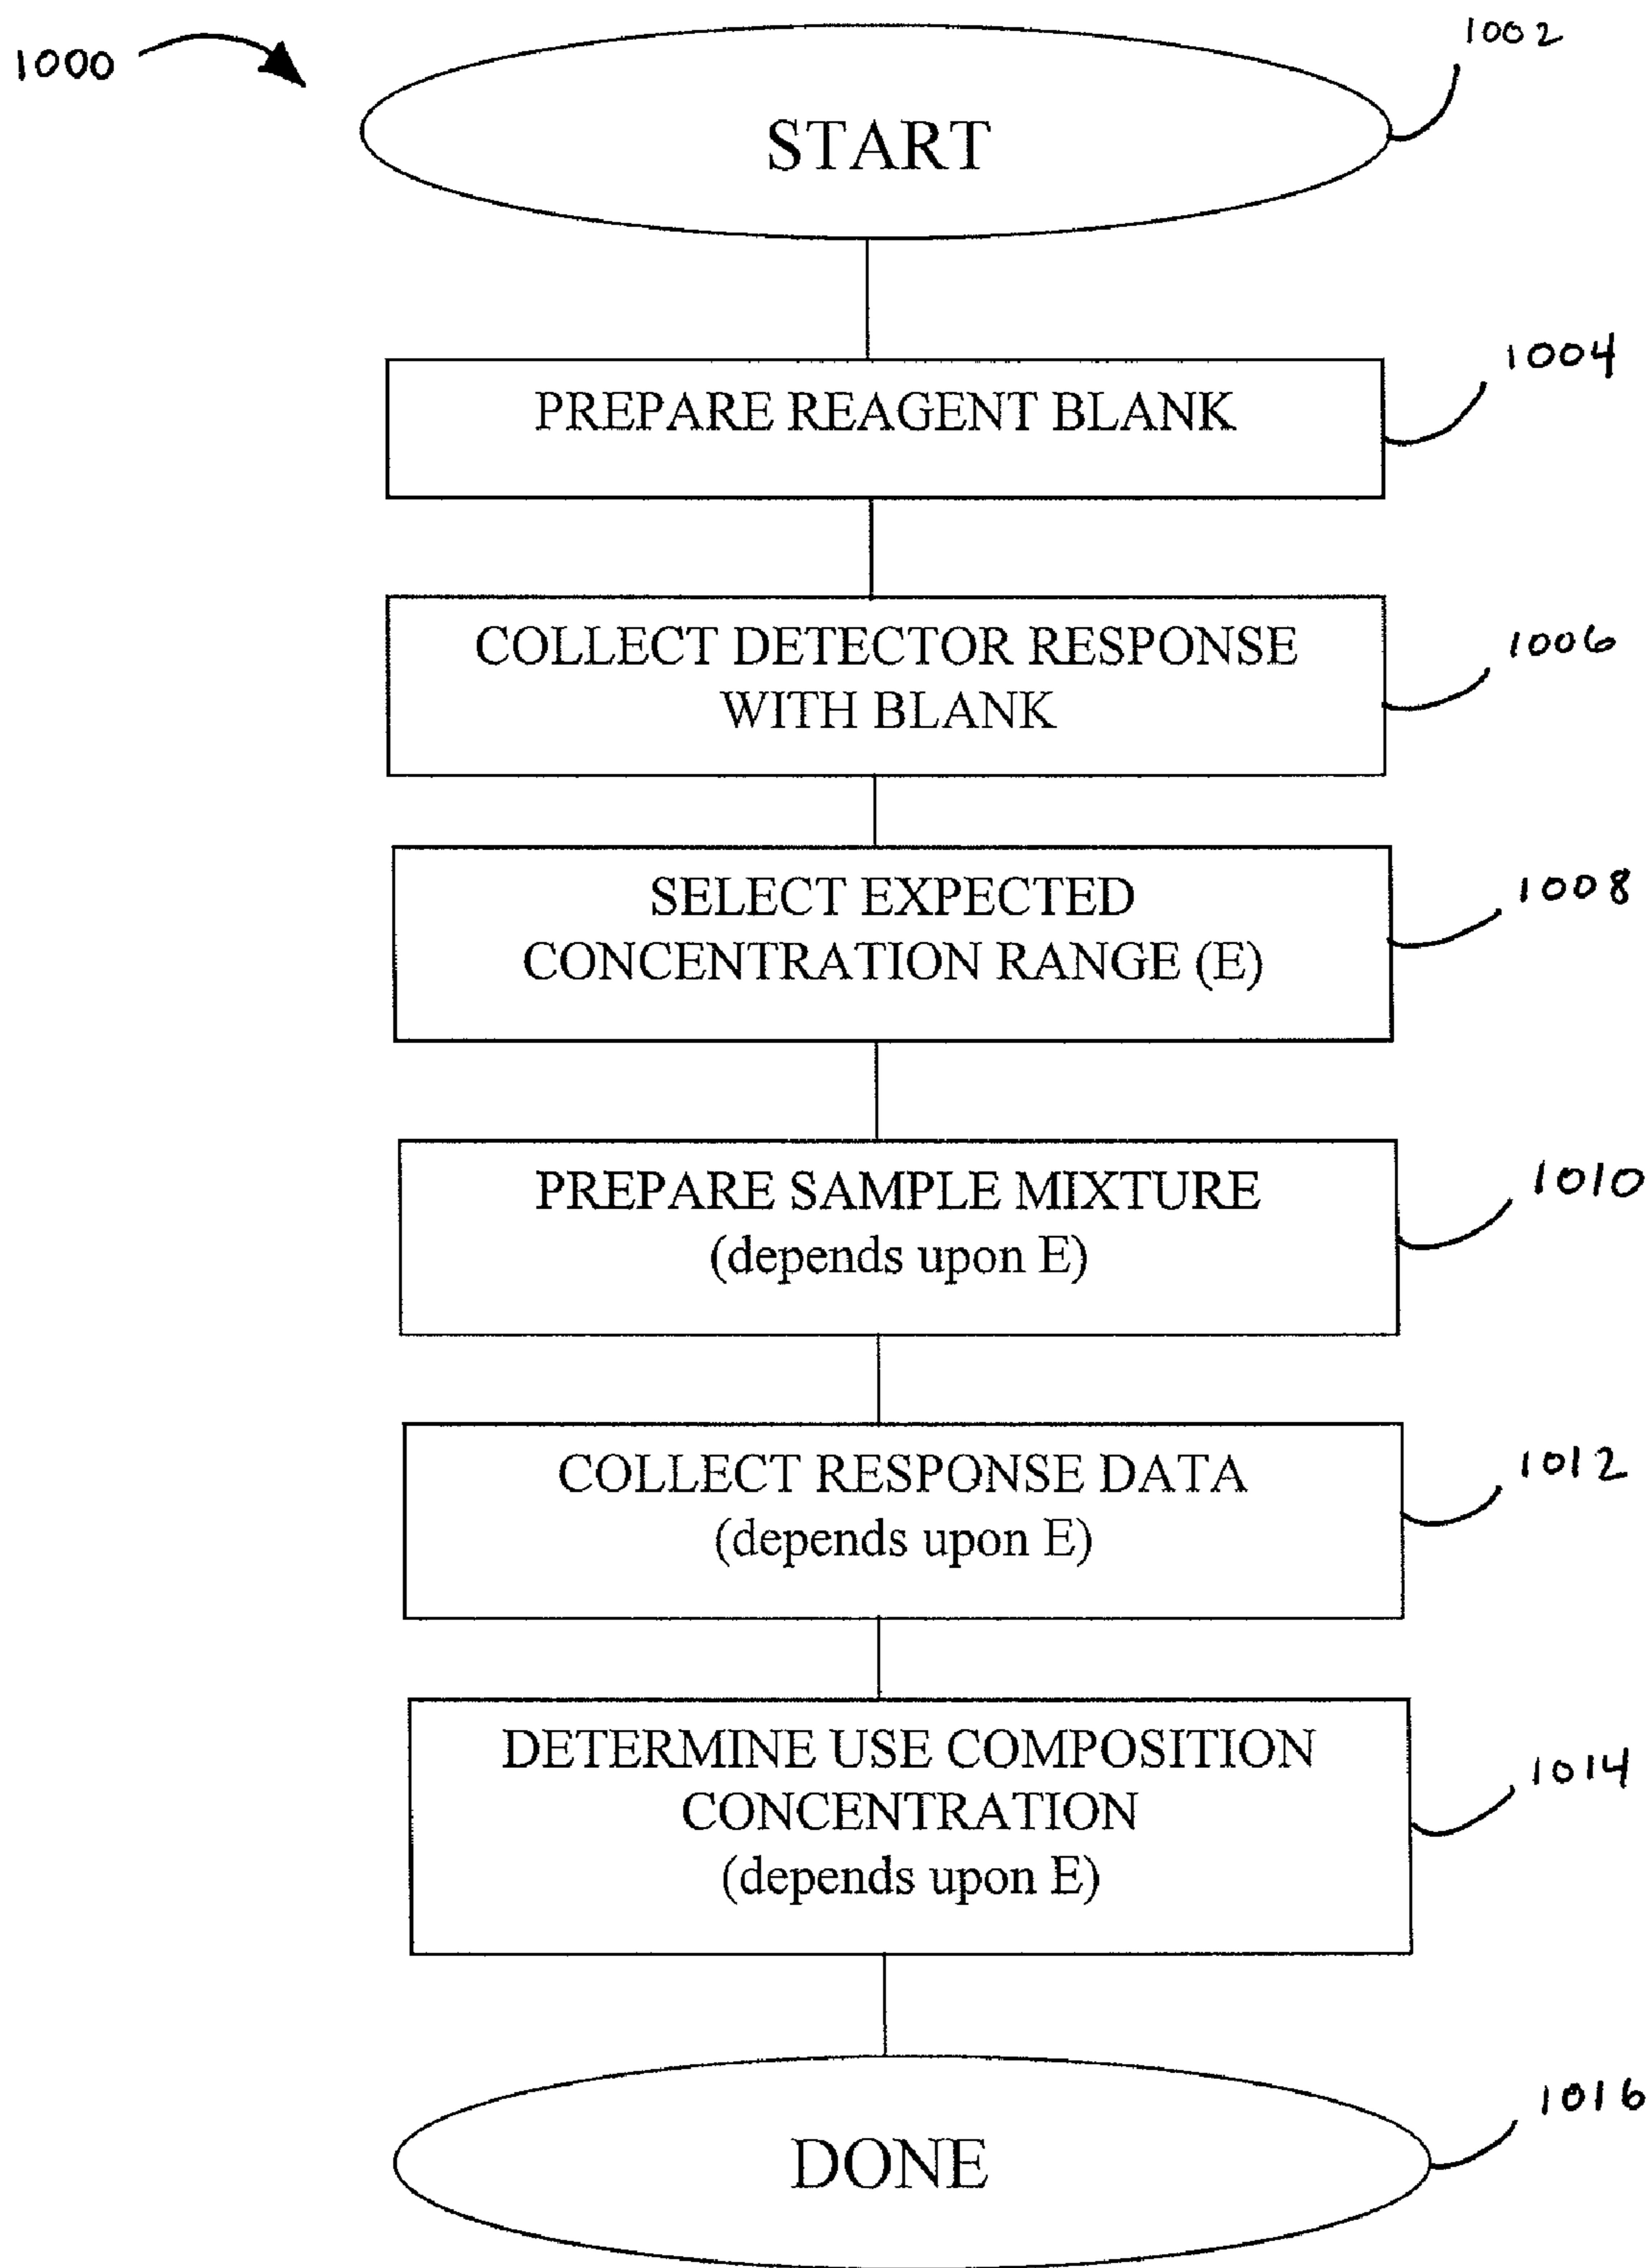 1000
1002
START
1004
PREPARE REAGENT BLANK
1006
COLLECT DETECTOR RESPONSE
WITH BLANK
1008
SELECT EXPECTED
CONCENTRATION RANGE (E)
1010
PREPARE SAMPLE MIXTURE
(depends upon E)
1012
COLLECT RESPONSE DATA
(depends upon E)
1014
DETERMINE USE COMPOSITION
CONCENTRATION
(depends upon E)
1016
DONE